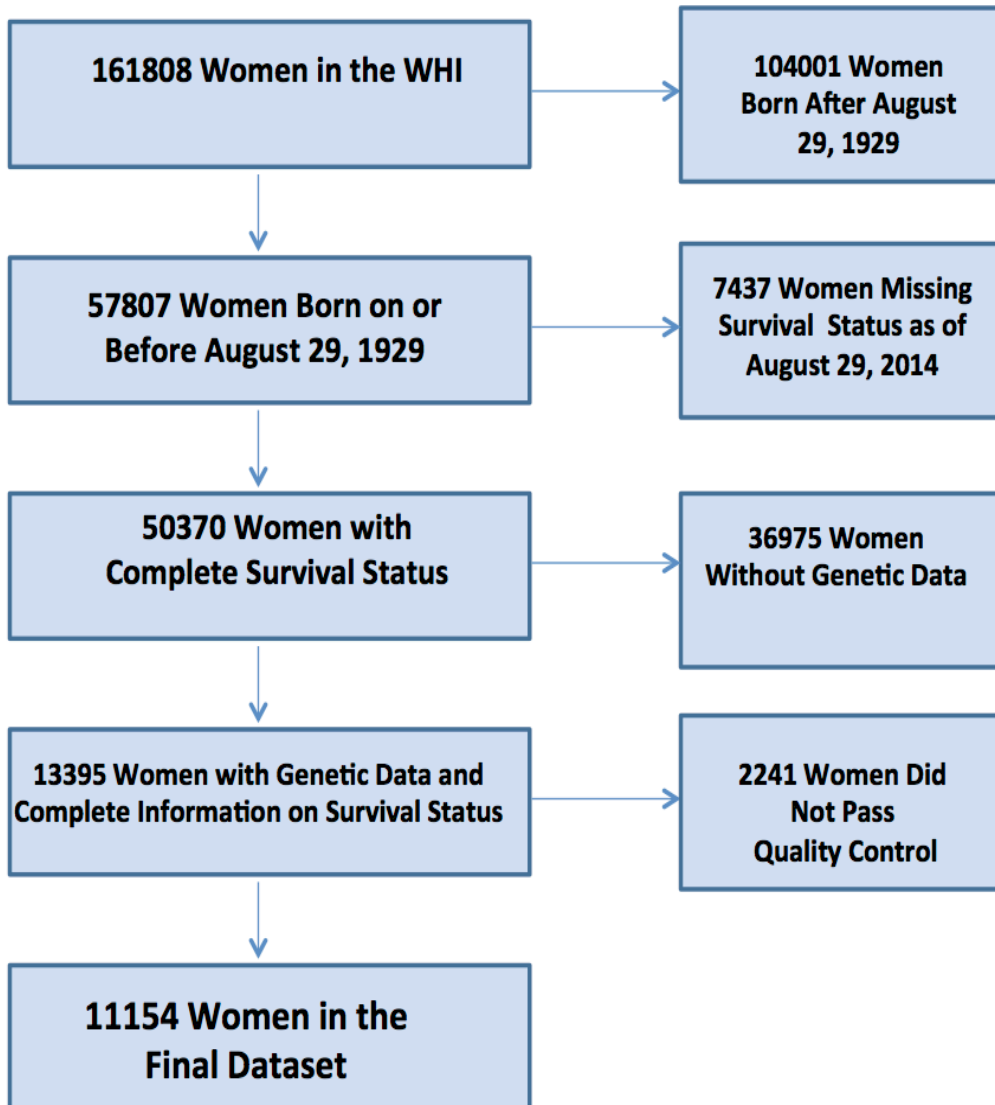 161808 Women in the WHI
104001 Women
Born After August
29, 1929
57807 Women Born on or
Before August 29, 1929
7437 Women Missing
Survival Status as of
August 29, 2014
50370 Women with
Complete Survival Status
36975 Women
Without Genetic Data
13395 Women with Genetic Data and
Complete Information on Survival Status
2241 Women Did
Not Pass
Quality Control
11154 Women in the
Final Dataset